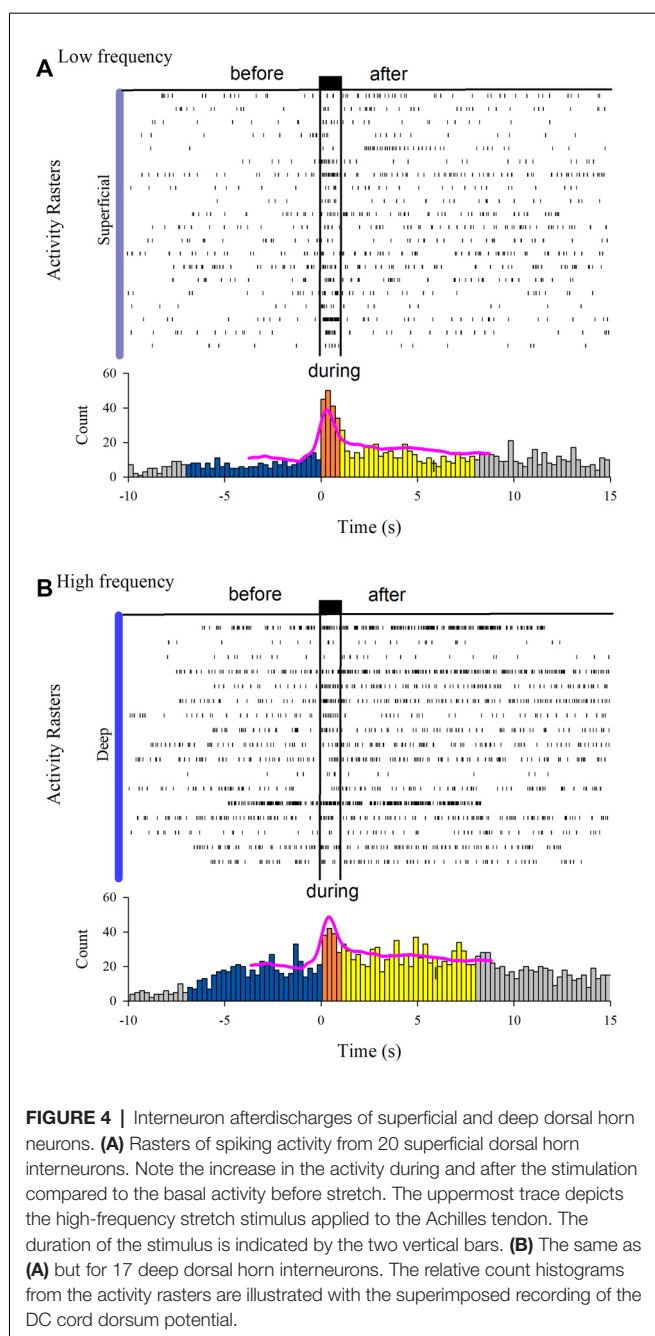 A Low frequency
before after
Activity Rasters
Superficial
during
60
40
20
0
Count
-10 -5 0 5 10 15
Time (s)
B High frequency
before after
Activity Rasters
Deep
during
60
40
20
0
Count
-10 -5 0 5 10 15
Time (s)
FIGURE 4 | Interneuron afterdischarges of superficial and deep dorsal horn
neurons. (A) Rasters of spiking activity from 20 superficial dorsal horn
interneurons. Note the increase in the activity during and after the stimulation
compared to the basal activity before stretch. The uppermost trace depicts
the high-frequency stretch stimulus applied to the Achilles tendon. The
duration of the stimulus is indicated by the two vertical bars. (B) The same as
(A) but for 17 deep dorsal horn interneurons. The relative count histograms
from the activity rasters are illustrated with the superimposed recording of the
DC cord dorsum potential.